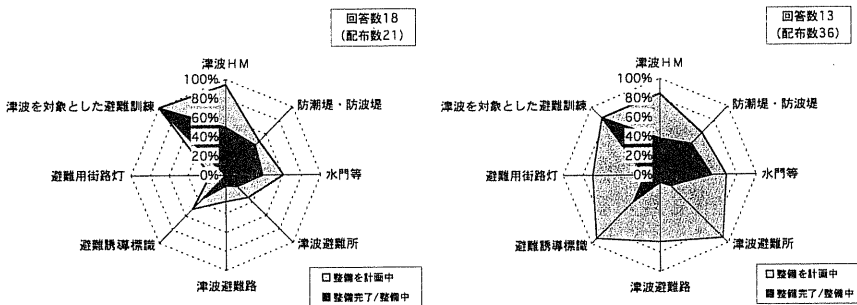 回答数18
(配布数21)
津波HM
100%
80%
60%
40%
20%
0%
防潮堤・防波堤
水門等
津波避難所
津波避難路
避難誘導標識
避難用街路灯
津波を対象とした避難訓練
□整備を計画中
■整備完了/整備中
回答数13
(配布数36)
津波HM
100%
80%
60%
40%
20%
0%
防潮堤・防波堤
水門等
津波避難所
津波避難路
避難誘導標識
避難用街路灯
津波を対象とした避難訓練
□整備を計画中
■整備完了/整備中